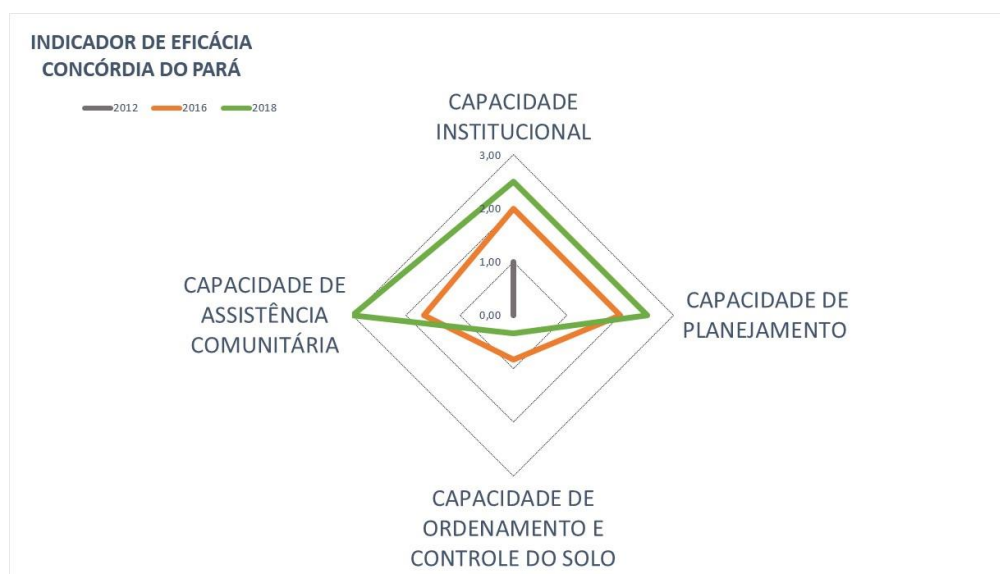 INDICADOR DE EFICÁCIA
CONCÓRDIA DO PARÁ
2012 2016 2018
CAPACIDADE
INSTITUCIONAL
3,00
2,00
1,00
0,00
CAPACIDADE DE
ASSISTÊNCIA
COMUNITÁRIA
CAPACIDADE DE
PLANEJAMENTO
CAPACIDADE DE
ORDENAMENTO E
CONTROLE DO SOLO